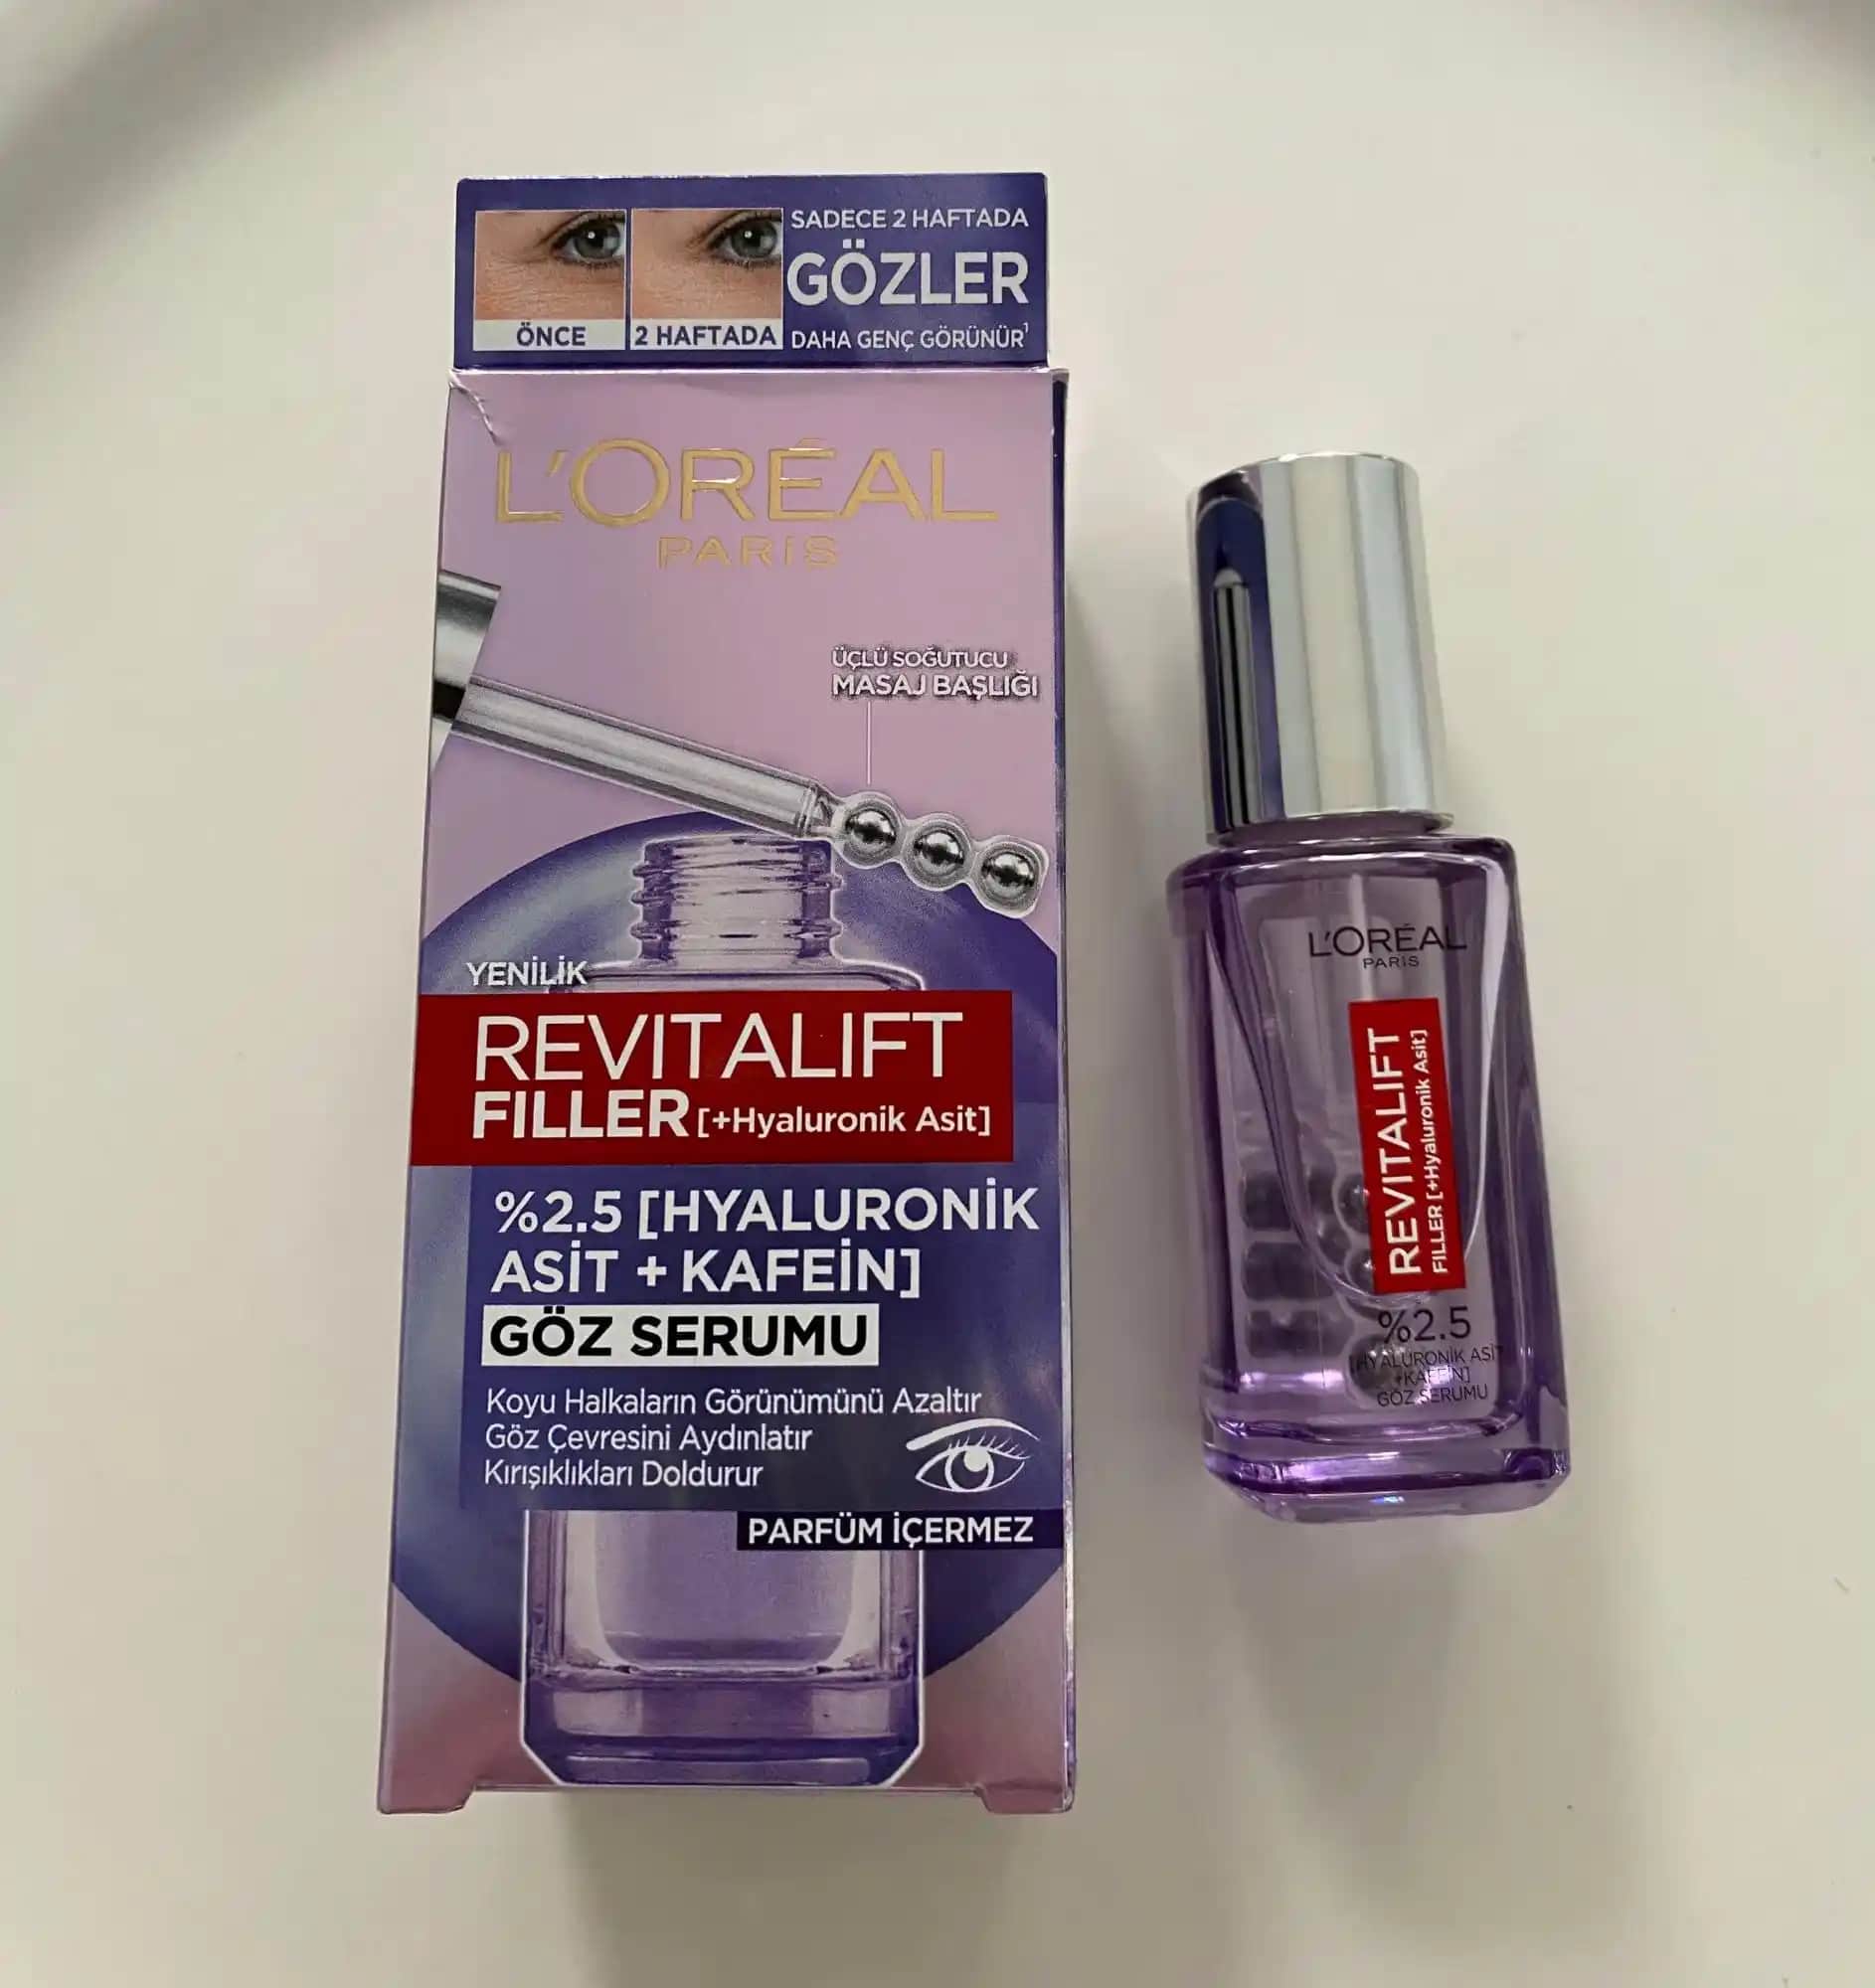 SADECE 2 HAFTADA
GÖZLER
DAHA GENÇ GÖRÜNÜR¹
ÖNCE
2 HAFTADA
L'ORÉAL
PARIS
ÜÇLÜ SOĞUTUCU
MASAJ BAŞLIĞI
YENİLİK
REVITALIFT
FILLER [+Hyaluronik Asit]
%2.5 [HYALURONİK
ASİT + KAFEİN]
GÖZ SERUMU
Koyu Halkaların Görünümünü Azaltır
Göz Çevresini Aydınlatır
Kırışıklıkları Doldurur
PARFÜM İÇERMEZ
L'ORÉAL
PARIS
REVITALIFT
FILLER [+Hyaluronik Asit]
%2.5
[HYALURONİK ASİT
+KAFEİN]
GÖZ SERUMU